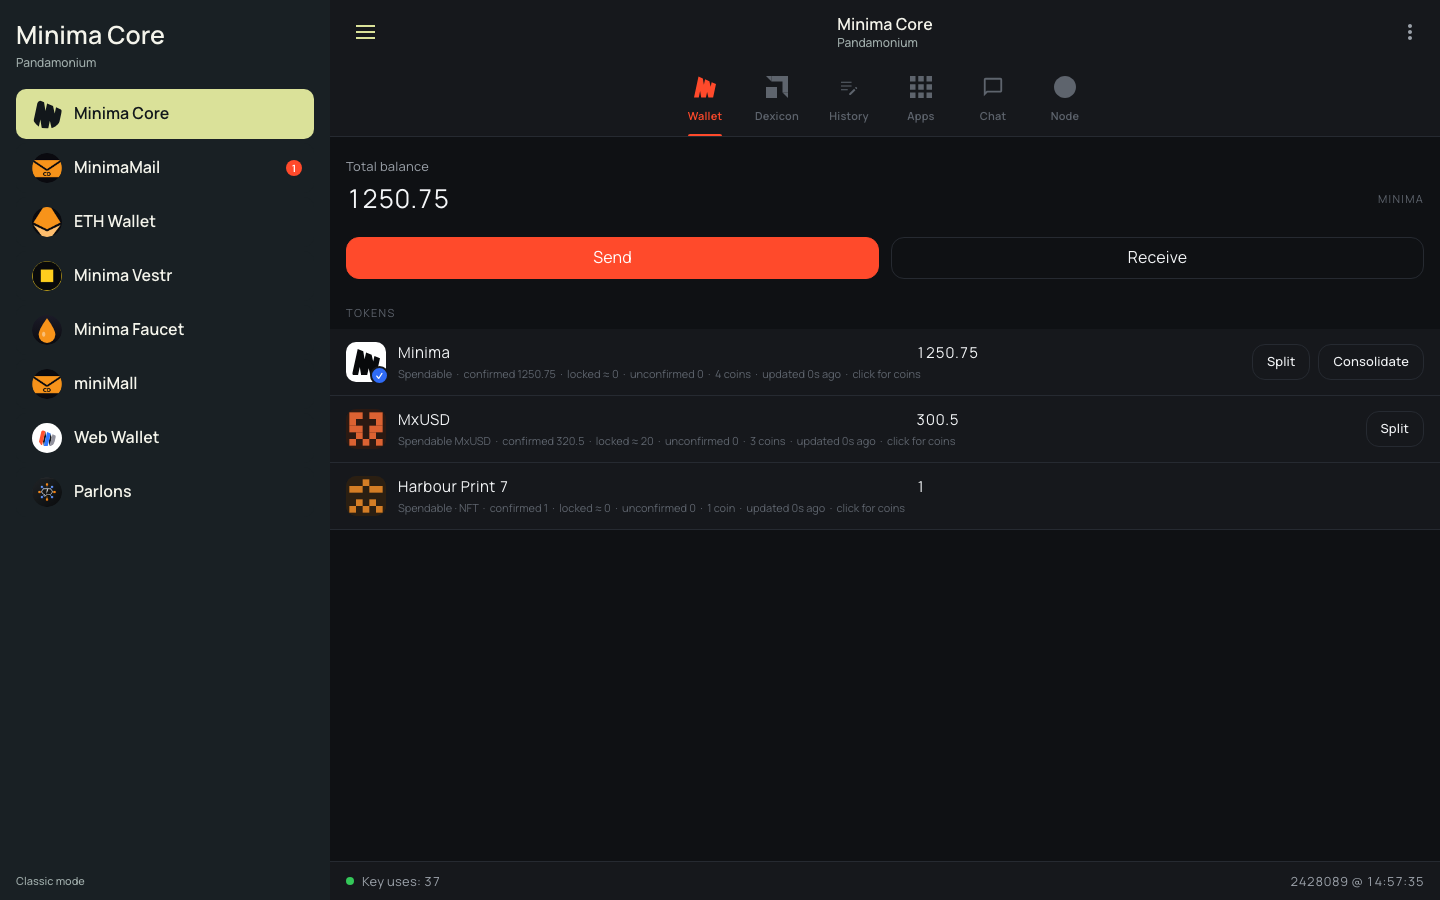 Minima Core
Pandamonium
Minima Core
MinimaMail
1
ETH Wallet
Minima Vestr
Minima Faucet
miniMall
Web Wallet
Parlons
Classic mode
Minima Core
Pandamonium
Wallet
Dexicon
History
Apps
Chat
Node
Total balance
1250.75
MINIMA
Send
Receive
TOKENS
Minima
1250.75
Spendable · confirmed 1250.75 · locked ≈ 0 · unconfirmed 0 · 4 coins · updated 0s ago · click for coins
Split
Consolidate
MxUSD
300.5
Spendable MxUSD · confirmed 320.5 · locked ≈ 20 · unconfirmed 0 · 3 coins · updated 0s ago · click for coins
Split
Harbour Print 7
1
Spendable · NFT · confirmed 1 · locked ≈ 0 · unconfirmed 0 · 1 coin · updated 0s ago · click for coins
Key uses: 37
2428089 @ 14:57:35